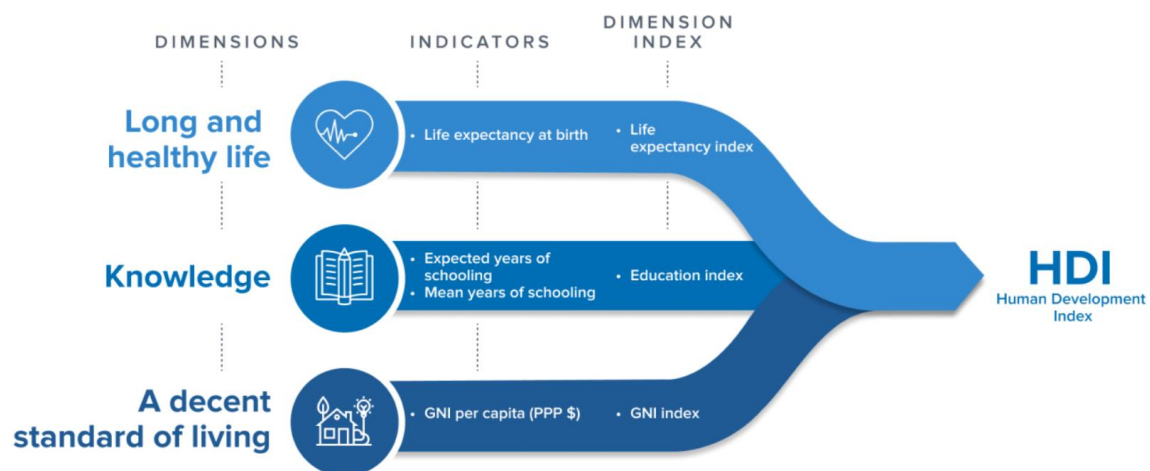 DIMENSIONS
INDICATORS
DIMENSION
INDEX
Long and
healthy life
• Life expectancy at birth
• Life
expectancy index
Knowledge
• Expected years of
schooling
• Mean years of schooling
• Education index
HDI
Human Development
Index
A decent
standard of living
• GNI per capita (PPP $)
• GNI index